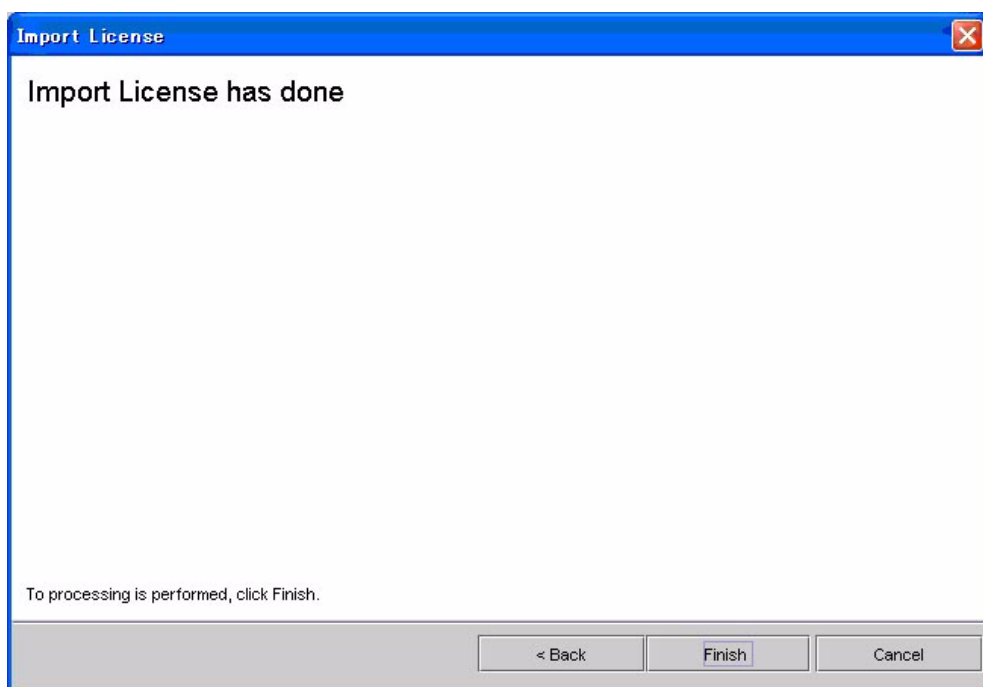 Import License
Import License has done
To processing is performed, click Finish.
< Back
Finish
Cancel